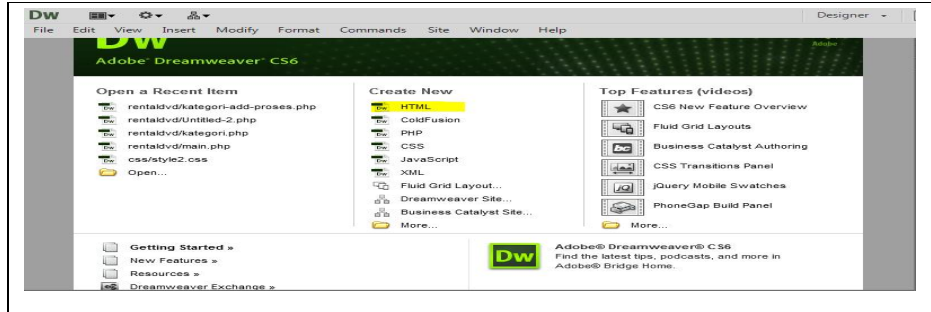 Dw
Designer
File Edit View Insert Modify Format Commands Site Window Help
Dw
Adobe
Adobe® Dreamweaver® CS6
Open a Recent Item
rentaldvd/kategori-add-proses.php
rentaldvd/Untitled-2.php
rentaldvd/kategori.php
rentaldvd/main.php
css/style2.css
Open...
Create New
HTML
ColdFusion
PHP
CSS
JavaScript
XML
Fluid Grid Layout...
Dreamweaver Site...
Business Catalyst Site...
More...
Top Features (videos)
CS6 New Feature Overview
Fluid Grid Layouts
bc Business Catalyst Authoring
CSS Transitions Panel
JQ jQuery Mobile Swatches
PhoneGap Build Panel
More...
Getting Started »
New Features »
Resources »
Dreamweaver Exchange »
Dw
Adobe® Dreamweaver® CS6
Find the latest tips, podcasts, and more in
Adobe® Bridge Home.